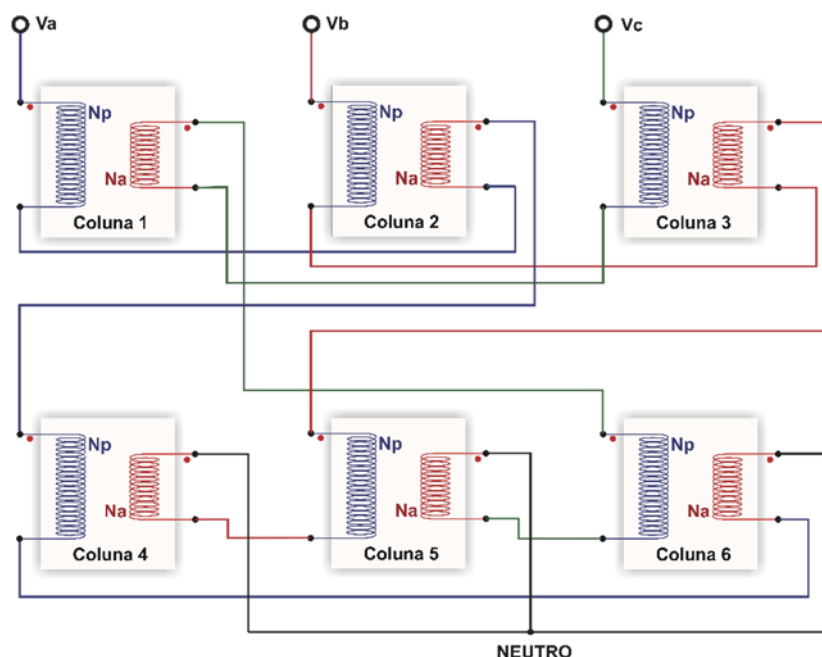 Va
Vb
Vc
Np
Na
Coluna 1
Np
Na
Coluna 2
Np
Na
Coluna 3
Np
Na
Coluna 4
Np
Na
Coluna 5
Np
Na
Coluna 6
NEUTRO